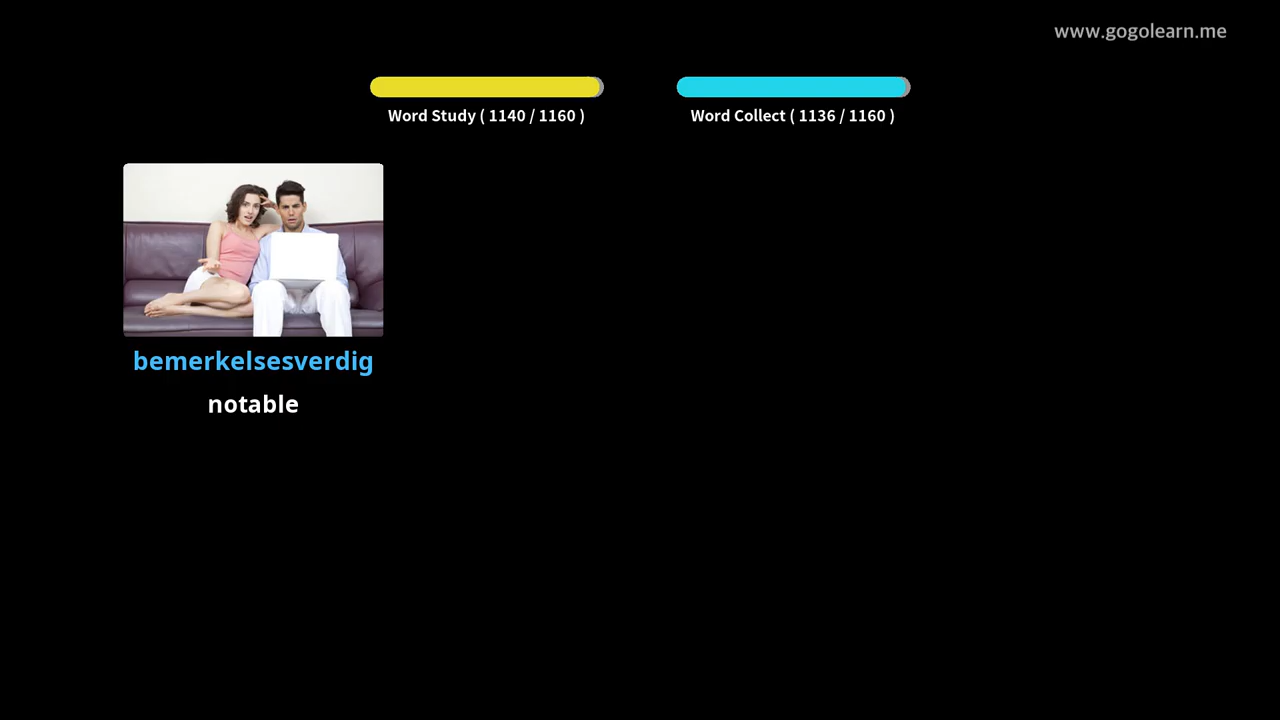 www.gogolearn.me
Word Study ( 1140 / 1160 )
Word Collect ( 1136 / 1160 )
bemerkelsesverdig
notable